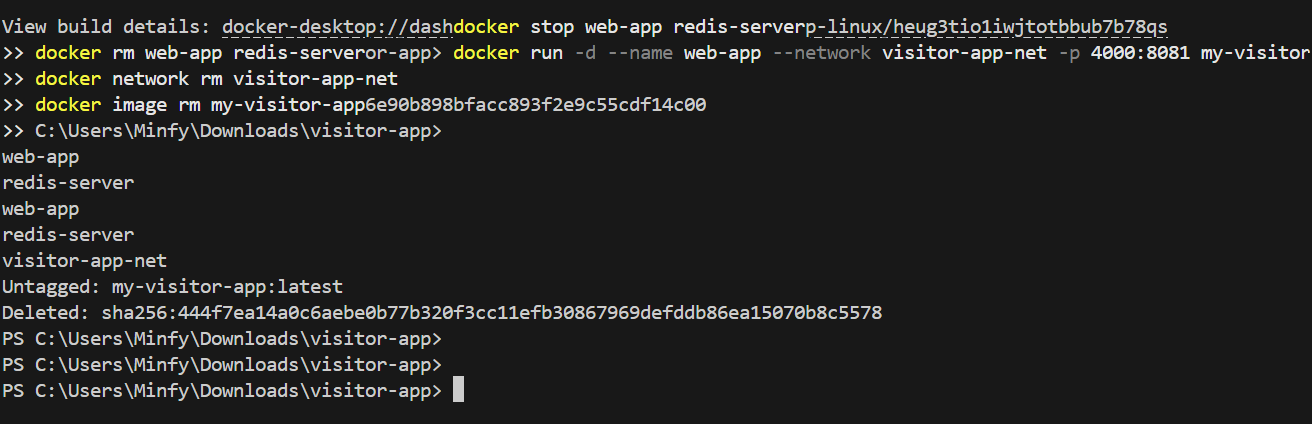 View build details: docker-desktop://dashdocker stop web-app redis-serverp-linux/heug3tio1iwjtotbbub7b78qs
>> docker rm web-app redis-serveror-app> docker run -d --name web-app --network visitor-app-net -p 4000:8081 my-visitor
>> docker network rm visitor-app-net
>> docker image rm my-visitor-app6e90b898bfacc893f2e9c55cdf14c00
>> C:\Users\Minfy\Downloads\visitor-app>
web-app
redis-server
web-app
redis-server
visitor-app-net
Untagged: my-visitor-app:latest
Deleted: sha256:444f7ea14a0c6aebe0b77b320f3cc11efb30867969defddb86ea15070b8c5578
PS C:\Users\Minfy\Downloads\visitor-app>
PS C:\Users\Minfy\Downloads\visitor-app>
PS C:\Users\Minfy\Downloads\visitor-app>